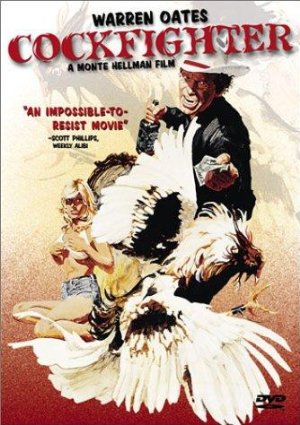 WARREN OATES
COCKFIGHTER
A MONTE HELLMAN FILM
"AN IMPOSSIBLE-TO-
RESIST MOVIE"
–SCOTT PHILLIPS,
WEEKLY ALIBI
DVD